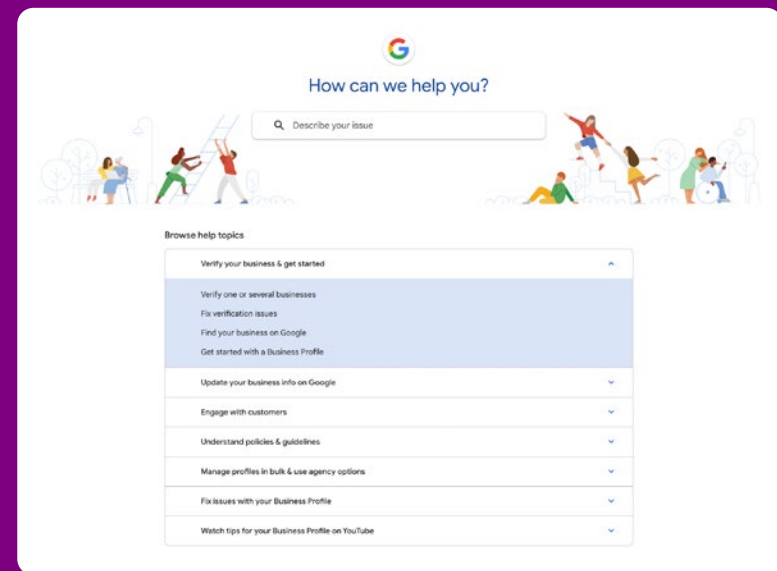 How can we help you?
Describe your issue
Browse help topics
Verify your business & get started
Verify one or several businesses
Fix verification issues
Find your business on Google
Get started with a Business Profile
Update your business info on Google
Engage with customers
Understand policies & guidelines
Manage profiles in bulk & use agency options
Fix issues with your Business Profile
Watch tips for your Business Profile on YouTube